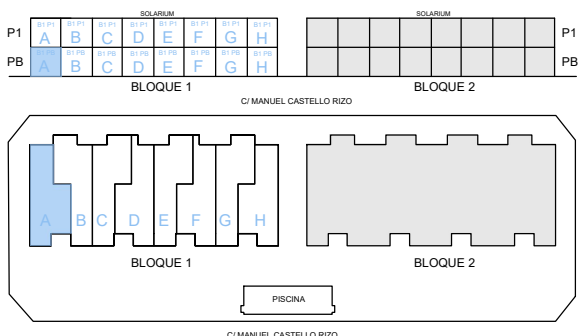 SOLARIUM
SOLARIUM
P1
B1 P1 B1 P1 B1 P1 B1 P1 B1 P1 B1 P1 B1 P1 B1 P1
A B C D E F G H
P1
PB
B1 PB B1 PB B1 PB B1 PB B1 PB B1 PB B1 PB B1 PB
A B C D E F G H
PB
BLOQUE 1
BLOQUE 2
C/ MANUEL CASTELLO RIZO
A B C D E F G H
BLOQUE 1
BLOQUE 2
PISCINA
C/ MANUEL CASTELLO RIZO